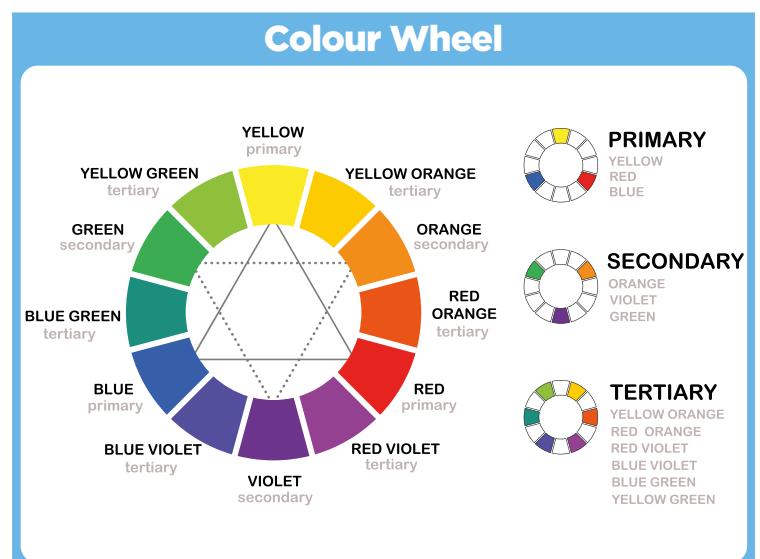 Colour Wheel
YELLOW
primary
YELLOW GREEN
tertiary
YELLOW ORANGE
tertiary
GREEN
secondary
ORANGE
secondary
BLUE GREEN
tertiary
RED
ORANGE
tertiary
BLUE
primary
RED
primary
BLUE VIOLET
tertiary
RED VIOLET
tertiary
VIOLET
secondary
PRIMARY
YELLOW
RED
BLUE
SECONDARY
ORANGE
VIOLET
GREEN
TERTIARY
YELLOW ORANGE
RED ORANGE
RED VIOLET
BLUE VIOLET
BLUE GREEN
YELLOW GREEN